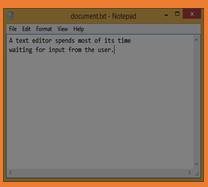 document.txt - Notepad
File Edit Format View Help
A text editor spends most of its time
waiting for input from the user.